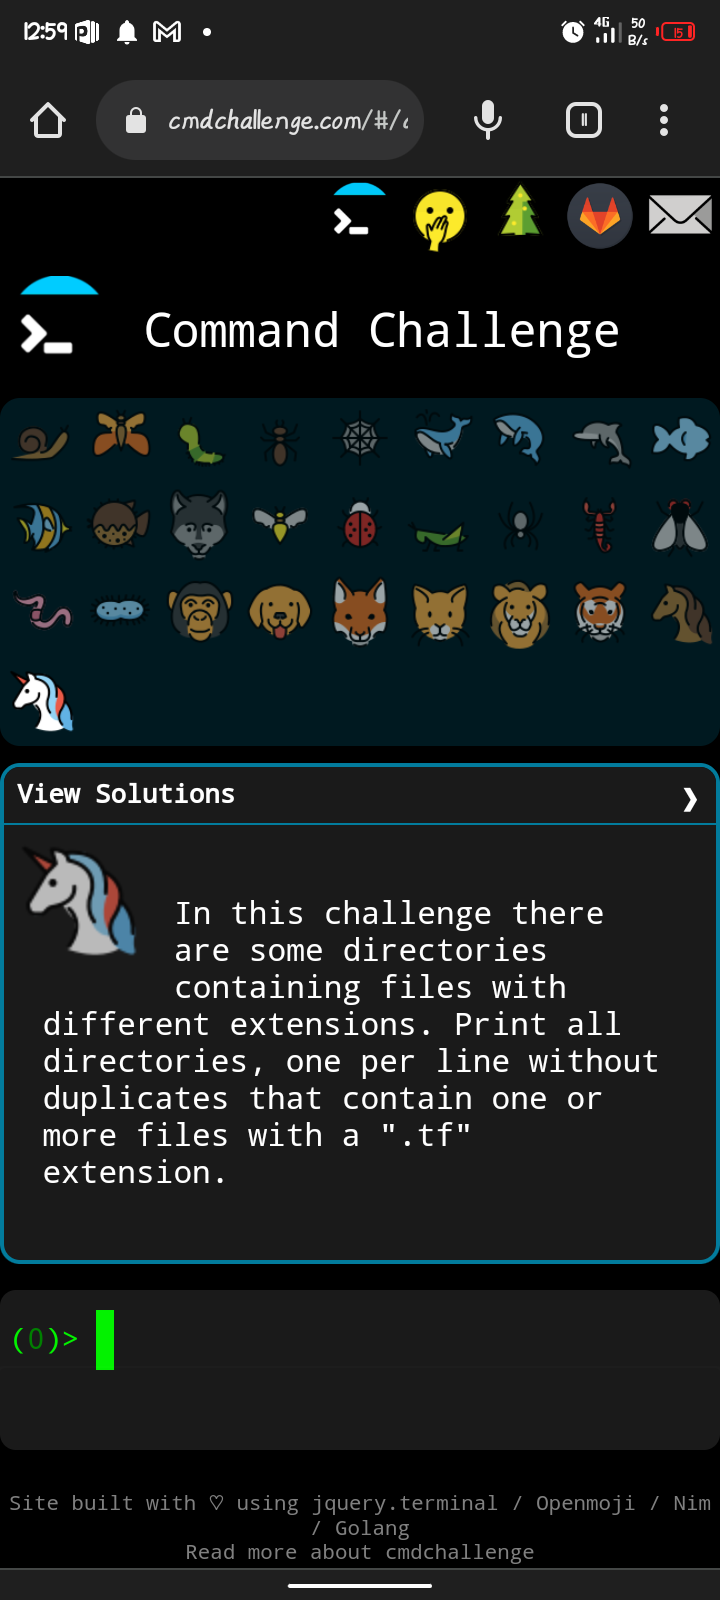 12:59
4G
50
B/s
15
cmdchallenge.com/#/
Command Challenge
View Solutions
In this challenge there
are some directories
containing files with
different extensions. Print all
directories, one per line without
duplicates that contain one or
more files with a ".tf"
extension.
(0)>
Site built with ♡ using jquery.terminal / Openmoji / Nim
/ Golang
Read more about cmdchallenge